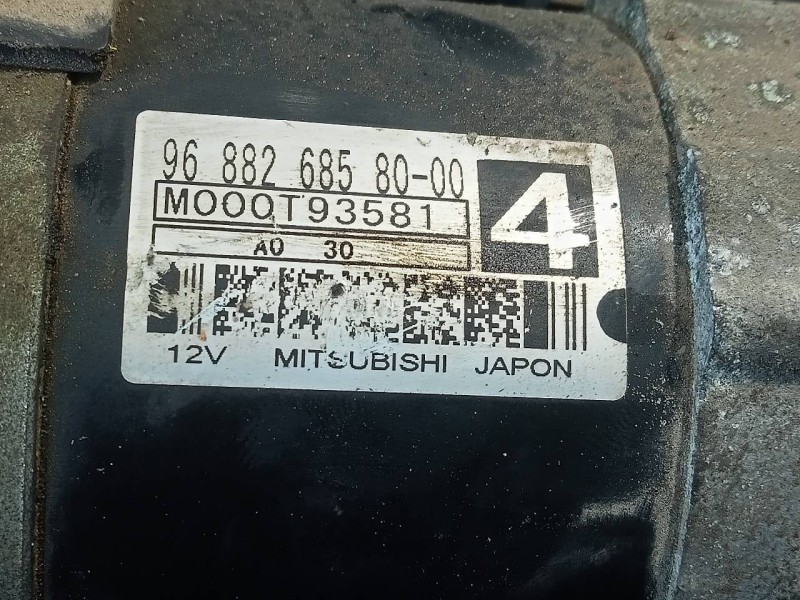 96 882 685 80-00
M000T93581
4
A0 30
12V MITSUBISHI JAPON